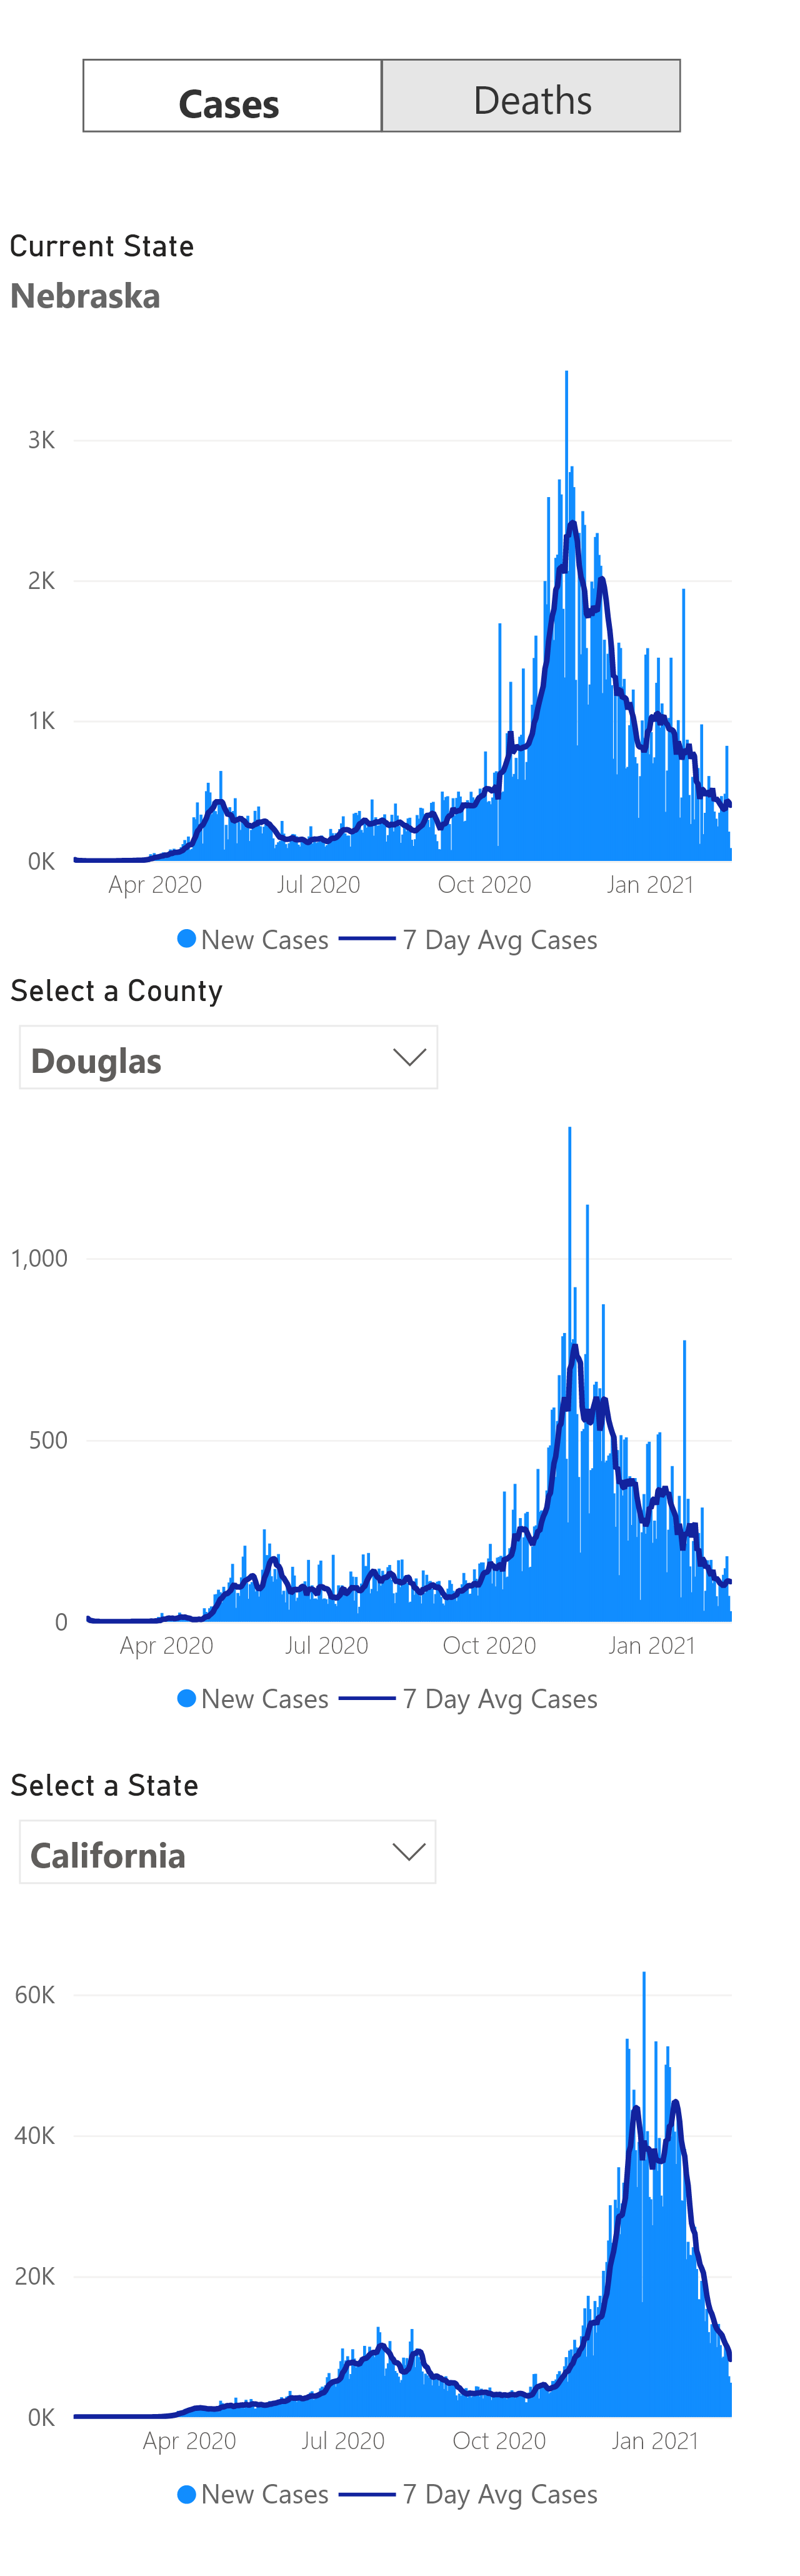 Cases Deaths
Current State
Nebraska
3K
2K
1K
0K
Apr 2020 Jul 2020 Oct 2020 Jan 2021
New Cases 7 Day Avg Cases
Select a County
Douglas
1,000
500
0
Apr 2020 Jul 2020 Oct 2020 Jan 2021
New Cases 7 Day Avg Cases
Select a State
California
60K
40K
20K
0K
Apr 2020 Jul 2020 Oct 2020 Jan 2021
New Cases 7 Day Avg Cases